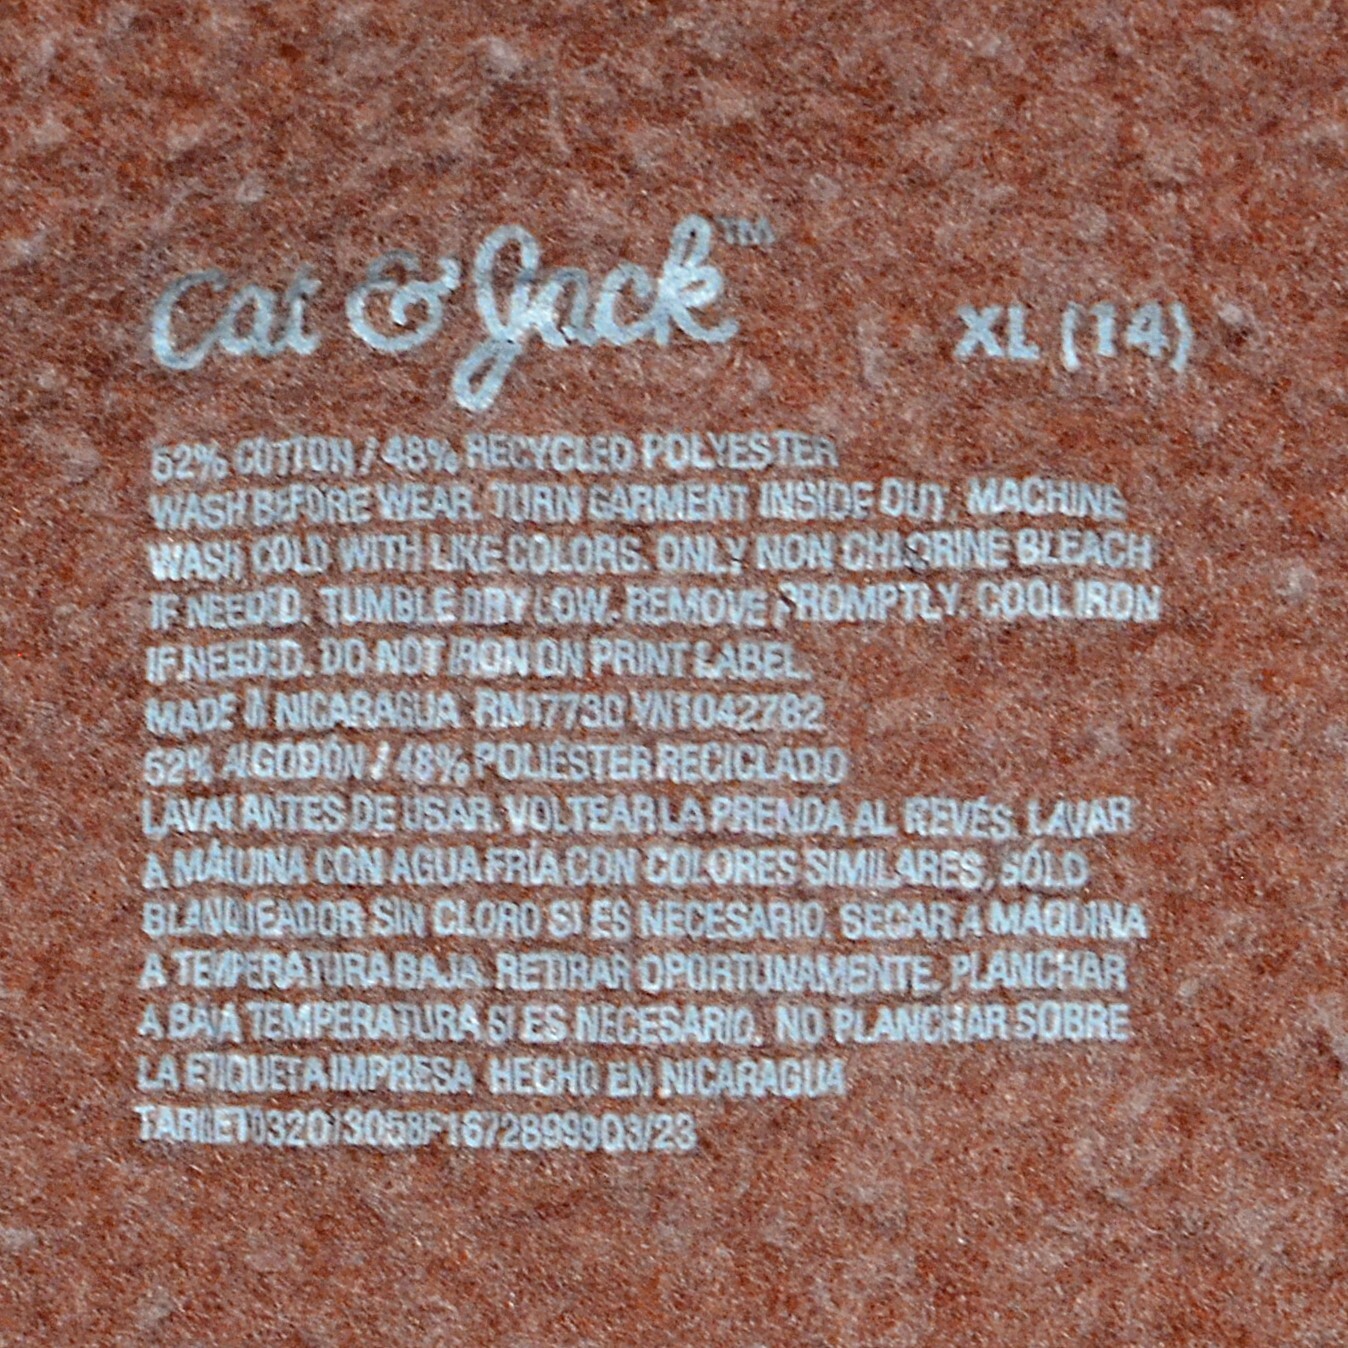 Cat & Jack™
XL (14)
52% COTTON / 48% RECYCLED POLYESTER
WASH BEFORE WEAR. TURN GARMENT INSIDE OUT. MACHINE
WASH COLD WITH LIKE COLORS. ONLY NON CHLORINE BLEACH
IF NEEDED. TUMBLE DRY LOW. REMOVE PROMPTLY. COOL IRON
IF NEEDED. DO NOT IRON ON PRINT LABEL.
MADE IN NICARAGUA RN17730 VN1042782
52% ALGODÓN / 48% POLIÉSTER RECICLADO
LAVAR ANTES DE USAR. VOLTEAR LA PRENDA AL REVÉS. LAVAR
A MÁQUINA CON AGUA FRÍA CON COLORES SIMILARES. SÓLO
BLANQUEADOR SIN CLORO SI ES NECESARIO. SECAR A MÁQUINA
A TEMPERATURA BAJA. RETIRAR OPORTUNAMENTE. PLANCHAR
A BAJA TEMPERATURA SI ES NECESARIO. NO PLANCHAR SOBRE
LA ETIQUETA IMPRESA. HECHO EN NICARAGUA